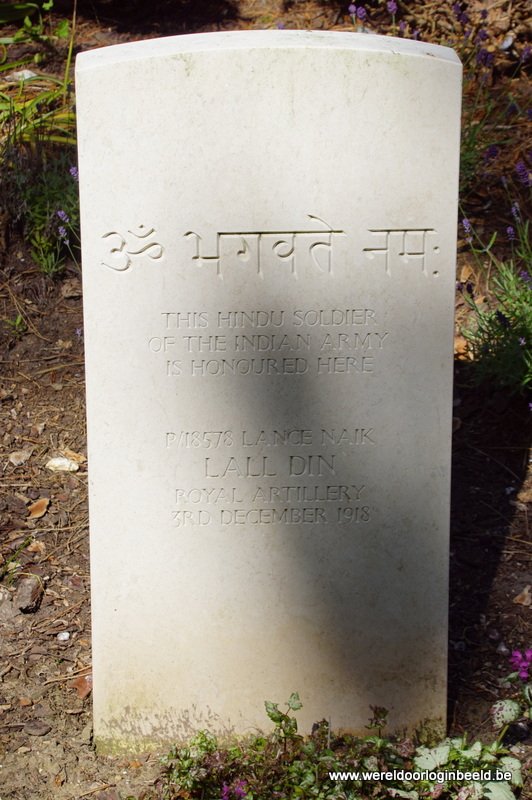 ॐ भगवते नमः
THIS HINDU SOLDIER
OF THE INDIAN ARMY
IS HONOURED HERE
P/18578 LANCE NAIK
LALL DIN
ROYAL ARTILLERY
3RD DECEMBER 1918
www.wereldoorloginbeeld.be